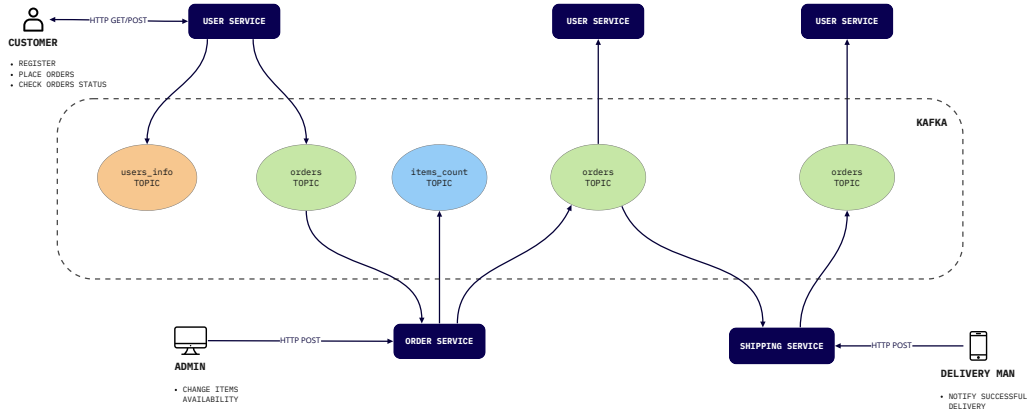 HTTP GET/POST
USER SERVICE
USER SERVICE
USER SERVICE
CUSTOMER
• REGISTER
• PLACE ORDERS
• CHECK ORDERS STATUS
KAFKA
users_info
TOPIC
orders
TOPIC
items_count
TOPIC
orders
TOPIC
orders
TOPIC
HTTP POST
ORDER SERVICE
SHIPPING SERVICE
HTTP POST
ADMIN
• CHANGE ITEMS
AVAILABILITY
DELIVERY MAN
• NOTIFY SUCCESSFUL
DELIVERY